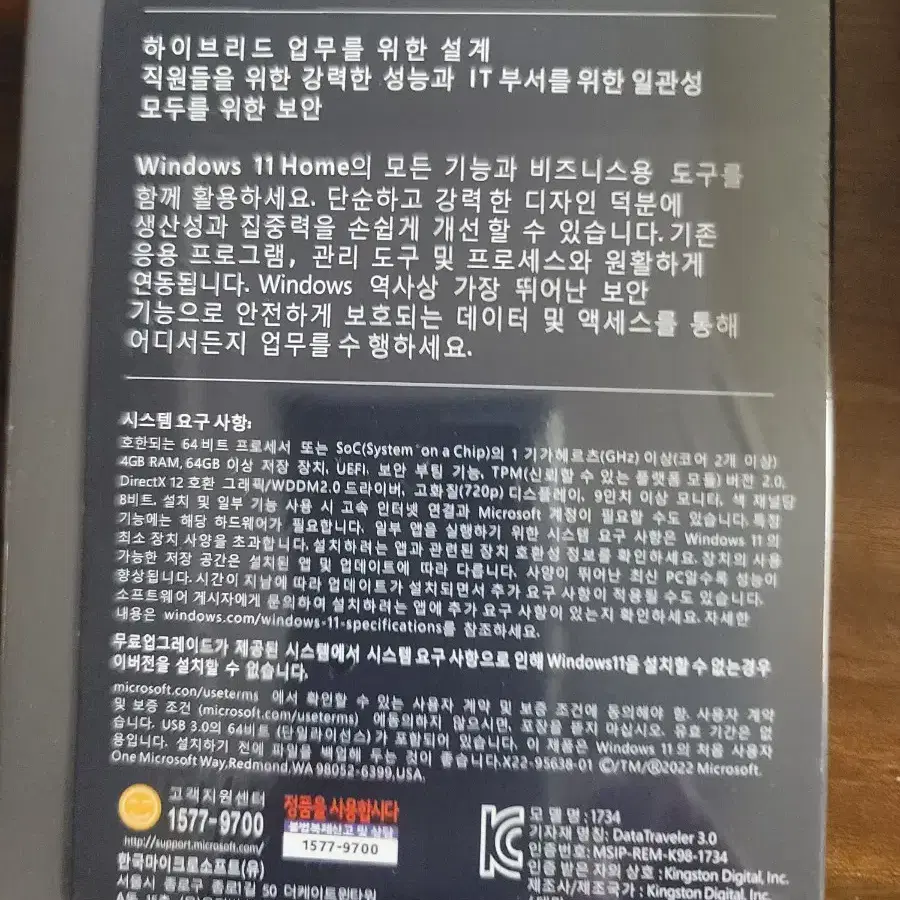 하이브리드 업무를 위한 설계
직원들을 위한 강력한 성능과 IT 부서를 위한 일관성
모두를 위한 보안
Windows 11 Home의 모든 기능과 비즈니스용 도구를
함께 활용하세요. 단순하고 강력한 디자인 덕분에
생산성과 집중력을 손쉽게 개선할 수 있습니다. 기존
응용 프로그램, 관리 도구 및 프로세스와 원활하게
연동됩니다. Windows 역사상 가장 뛰어난 보안
기능으로 안전하게 보호되는 데이터 및 액세스를 통해
어디서든지 업무를 수행하세요.
시스템 요구 사항:
호환되는 64비트 프로세서 또는 SoC(System on a Chip)의 1 기가헤르츠(GHz) 이상(코어 2개 이상)
4GB RAM, 64GB 이상 저장 장치, UEFI, 보안 부팅 기능, TPM(신뢰할 수 있는 플랫폼 모듈) 버전 2.0,
DirectX 12 호환 그래픽/WDDM2.0 드라이버, 고화질(720p) 디스플레이, 9인치 이상 모니터, 색 채널당
8비트. 설치 및 일부 기능 사용 시 고속 인터넷 연결과 Microsoft 계정이 필요할 수도 있습니다. 특정
기능에는 해당 하드웨어가 필요합니다. 일부 앱을 실행하기 위한 시스템 요구 사항은 Windows 11의
최소 장치 사양을 초과합니다. 설치하려는 앱과 관련된 장치 호환성 정보를 확인하세요. 장치의 사용
가능한 저장 공간은 설치된 앱 및 업데이트에 따라 다릅니다. 사양이 뛰어난 최신 PC일수록 성능이
향상됩니다. 시간이 지남에 따라 업데이트가 설치되면서 추가 요구 사항이 적용될 수도 있습니다.
소프트웨어 게시자에게 문의하여 설치하려는 앱에 추가 요구 사항이 있는지 확인하세요. 자세한
내용은 windows.com/windows-11-specifications를 참조하세요.
무료업그레이드가 제공된 시스템에서 시스템 요구 사항으로 인해 Windows11을 설치할 수 없는경우
이버전을 설치할 수 없습니다.
microsoft.con/useterms 에서 확인할 수 있는 사용자 계약 및 보증 조건에 동의해야 함. 사용자 계약
및 보증 조건 (microsoft.com/useterms) 에동의하지 않으시면, 포장을 뜯지 마십시오. 유효 기간은 없
습니다. USB 3.0의 64비트 (단일라이선스)가 포함되어 있습니다. 이 제품은 Windows 11의 처음 사용자
용입니다. 설치하기 전에 파일을 백업해 두는 것이 좋습니다.X22-95638-01 Ⓒ/TM/Ⓡ2022 Microsoft.
One Microsoft Way,Redmond,WA 98052-6399,USA.
고객지원센터
1577-9700
http://support.microsoft.com/
한국마이크로소프트(유)
서울시 종로구 종로1길 50 더케이트윈타워
정품을 사용합시다
불법복제신고 및 상담
1577-9700
모 델 명 : 1734
기자재 명칭: DataTraveler 3.0
인증번호: MSIP-REM-K98-1734
인증 받은 자의 상호 : Kingston Digital, Inc.
제조사/제조국가 : Kingston Digital, Inc.